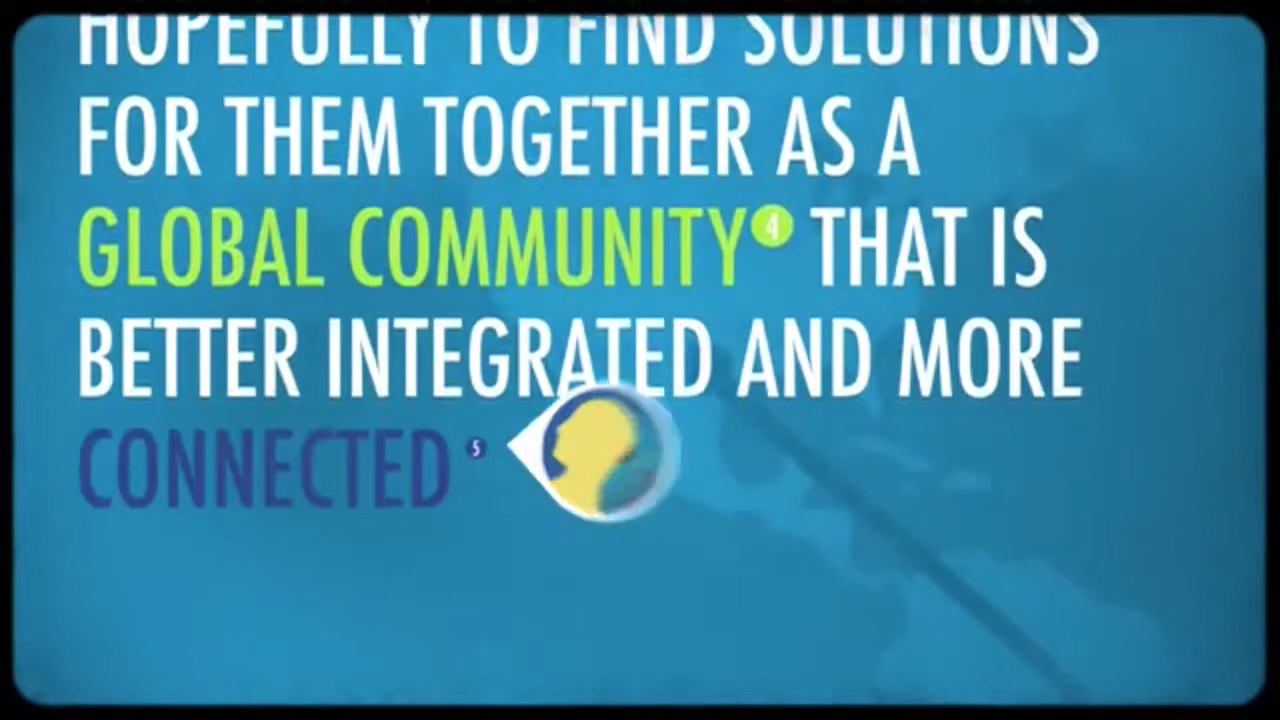 HOPEFULLY TO FIND SOLUTIONS
FOR THEM TOGETHER AS A
GLOBAL COMMUNITY 4 THAT IS
BETTER INTEGRATED AND MORE
CONNECTED 5